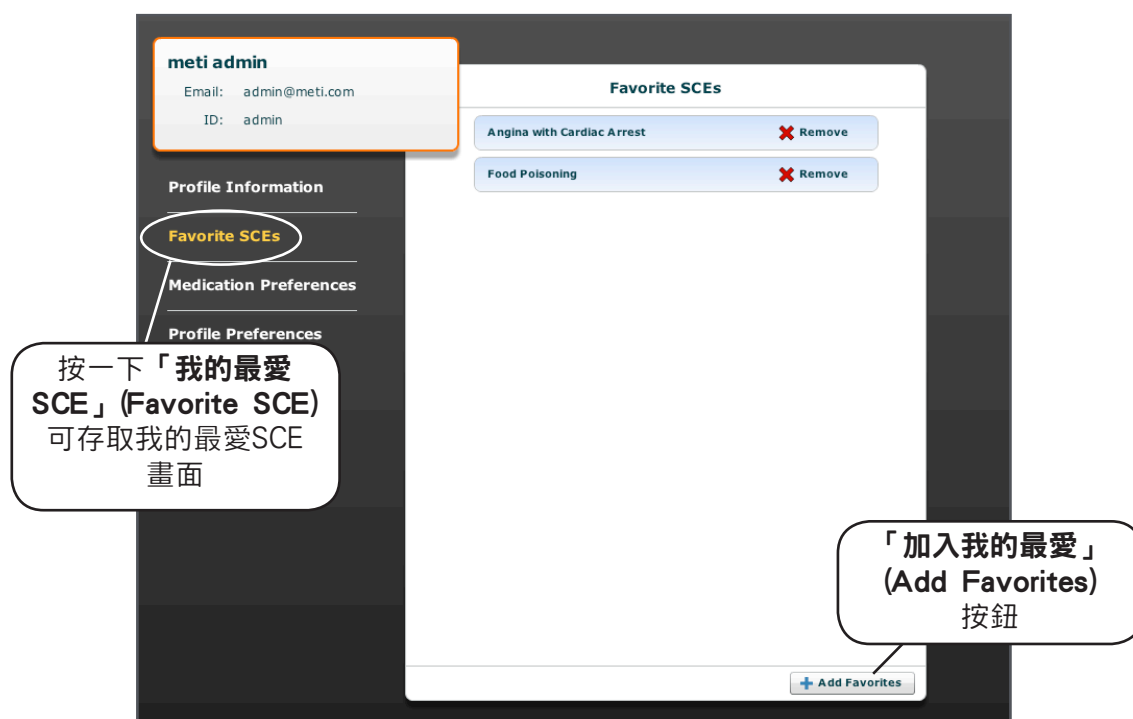 meti admin
Email: admin@meti.com
ID: admin
Favorite SCEs
Angina with Cardiac Arrest
Remove
Food Poisoning
Remove
Profile Information
Favorite SCEs
Medication Preferences
Profile Preferences
按一下「我的最愛
SCE」(Favorite SCE)
可存取我的最愛SCE
畫面
「加入我的最愛」
(Add Favorites)
按鈕
Add Favorites